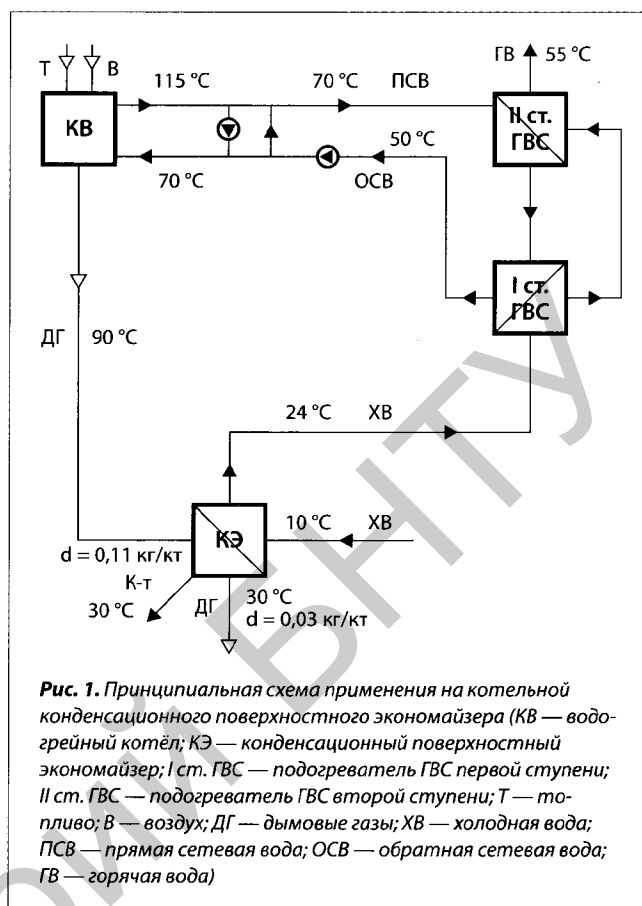 Т В
115 °C
70 °C
ПСВ
ГВ 55 °C
КВ
II ст.
ГВС
70 °C
50 °C
ОСВ
I ст.
ГВС
ДГ 90 °C
24 °C ХВ
КЭ
10 °C ХВ
d = 0,11 кг/кт
К-т
30 °C
ДГ
30 °C
d = 0,03 кг/кт
Рис. 1. Принципиальная схема применения на котельной
конденсационного поверхностного экономайзера (КВ — водо-
грейный котёл; КЭ — конденсационный поверхностный
экономайзер; I ст. ГВС — подогреватель ГВС первой ступени;
II ст. ГВС — подогреватель ГВС второй ступени; Т — то-
пливо; В — воздух; ДГ — дымовые газы; ХВ — холодная вода;
ПСВ — прямая сетевая вода; ОСВ — обратная сетевая вода;
ГВ — горячая вода)
ИЙ БНТУ